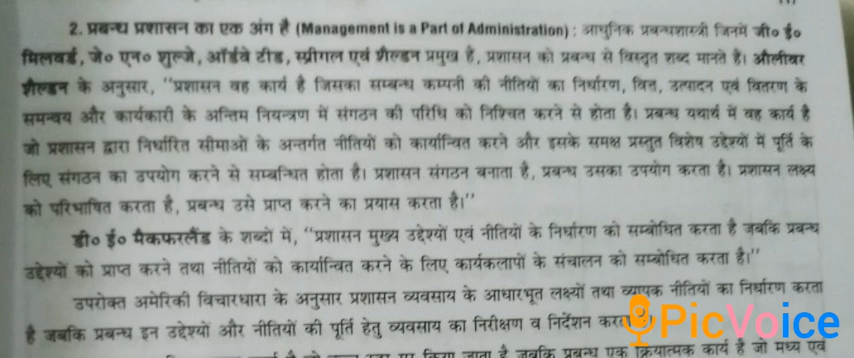 2. प्रबन्ध प्रशासन का एक अंग है (Management is a Part of Administration) : आधुनिक प्रबन्धशास्त्री जिनमें जी० ई०
मिलवर्ड, जे० एन० शुल्जे, ऑर्डवे टीड, स्प्रीगल एवं शैल्डन प्रमुख हैं, प्रशासन को प्रबन्ध से विस्तृत शब्द मानते हैं। औलीवर
शैल्डन के अनुसार, “प्रशासन वह कार्य है जिसका सम्बन्ध कम्पनी की नीतियों का निर्धारण, वित्त, उत्पादन एवं वितरण के
समन्वय और कार्यकारी के अन्तिम नियन्त्रण में संगठन की परिधि को निश्चित करने से होता है। प्रबन्ध यथार्थ में वह कार्य है
जो प्रशासन द्वारा निर्धारित सीमाओं के अन्तर्गत नीतियों को कार्यान्वित करने और इसके समक्ष प्रस्तुत विशेष उद्देश्यों में पूर्ति के
लिए संगठन का उपयोग करने से सम्बन्धित होता है। प्रशासन संगठन बनाता है, प्रबन्ध उसका उपयोग करता है। प्रशासन लक्ष्य
को परिभाषित करता है, प्रबन्ध उसे प्राप्त करने का प्रयास करता है।”
डी० ई० मैकफरलैंड के शब्दों में, “प्रशासन मुख्य उद्देश्यों एवं नीतियों के निर्धारण को सम्बोधित करता है जबकि प्रबन्ध
उद्देश्यों को प्राप्त करने तथा नीतियों को कार्यान्वित करने के लिए कार्यकलापों के संचालन को सम्बोधित करता है।”
उपरोक्त अमेरिकी विचारधारा के अनुसार प्रशासन व्यवसाय के आधारभूत लक्ष्यों तथा व्यापक नीतियों का निर्धारण करता
है जबकि प्रबन्ध इन उद्देश्यों और नीतियों की पूर्ति हेतु व्यवसाय का निरीक्षण व निर्देशन
PicVoice
किया जाता है जबकि प्रबन्ध एक क्रियात्मक कार्य है जो मध्य एवं